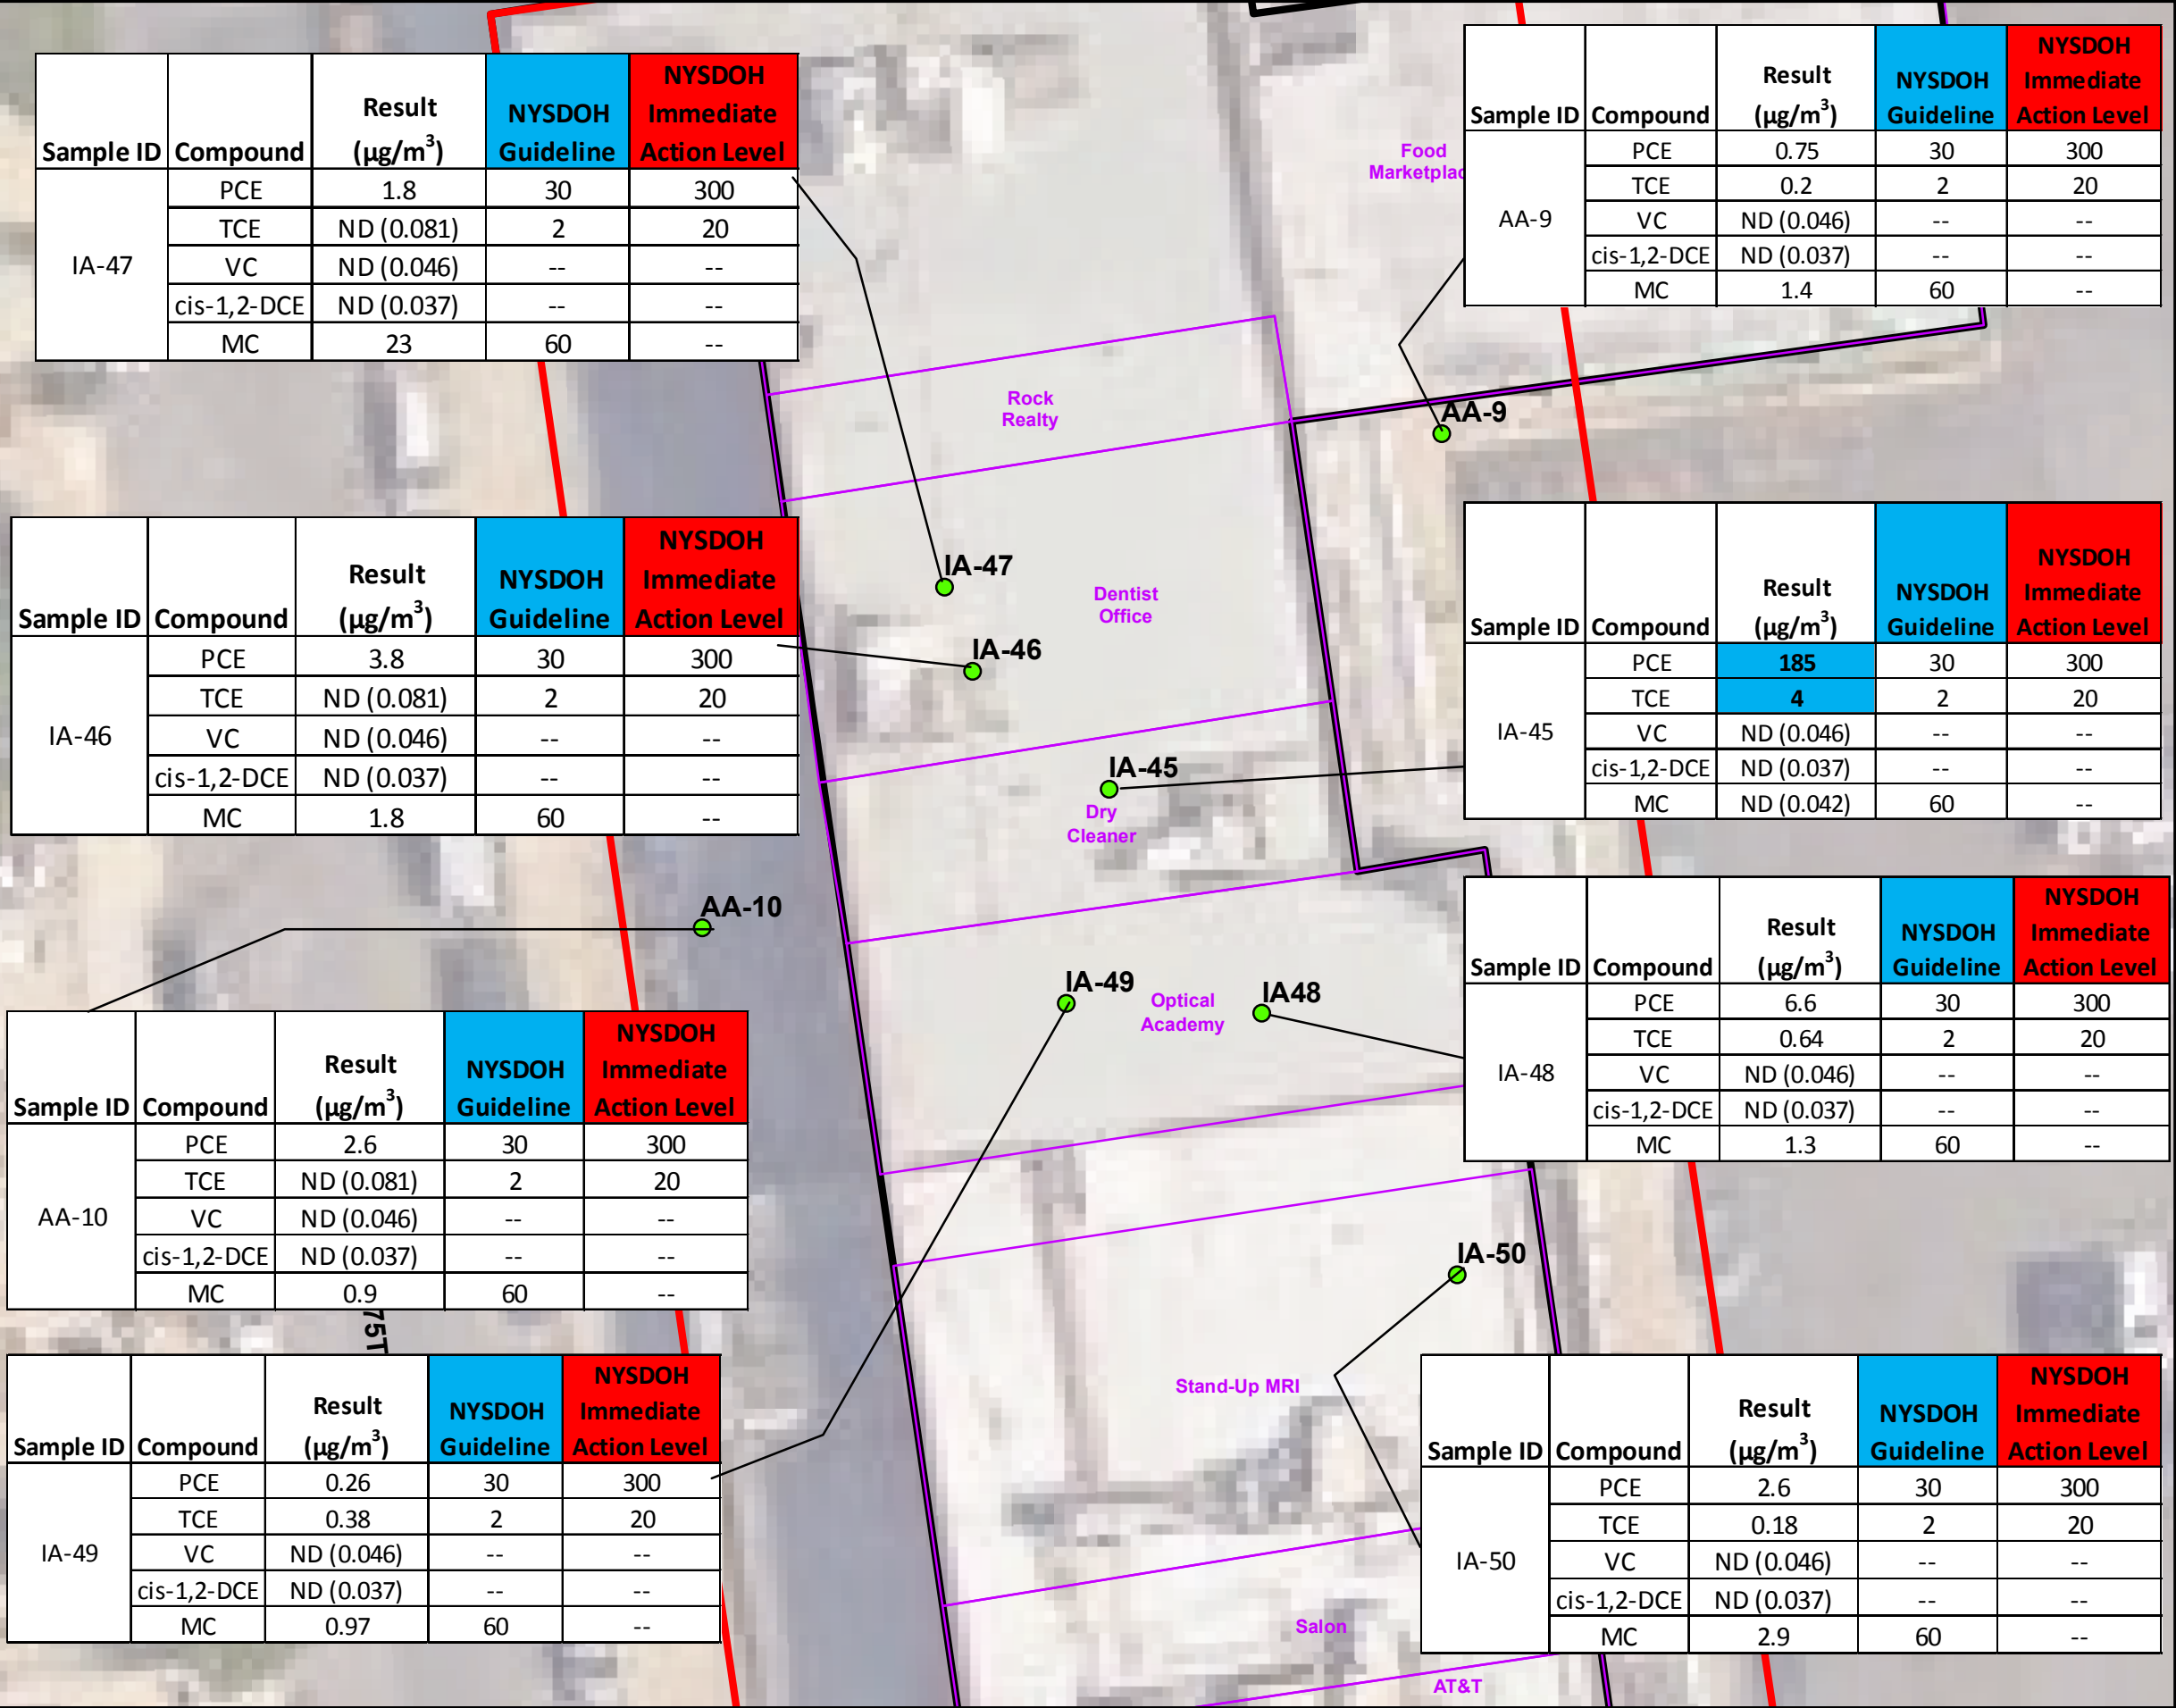 Sample ID Compound Result (µg/m³) NYSDOH Guideline NYSDOH Immediate Action Level
IA-47
PCE 1.8 30 300
TCE ND (0.081) 2 20
VC ND (0.046) -- --
cis-1,2-DCE ND (0.037) -- --
MC 23 60 --
Sample ID Compound Result (µg/m³) NYSDOH Guideline NYSDOH Immediate Action Level
AA-9
PCE 0.75 30 300
TCE 0.2 2 20
VC ND (0.046) -- --
cis-1,2-DCE ND (0.037) -- --
MC 1.4 60 --
Food
Marketplac
Rock
Realty
AA-9
Sample ID Compound Result (µg/m³) NYSDOH Guideline NYSDOH Immediate Action Level
IA-46
PCE 3.8 30 300
TCE ND (0.081) 2 20
VC ND (0.046) -- --
cis-1,2-DCE ND (0.037) -- --
MC 1.8 60 --
IA-47
Dentist
Office
IA-46
Sample ID Compound Result (µg/m³) NYSDOH Guideline NYSDOH Immediate Action Level
IA-45
PCE 185 30 300
TCE 4 2 20
VC ND (0.046) -- --
cis-1,2-DCE ND (0.037) -- --
MC ND (0.042) 60 --
IA-45
Dry
Cleaner
AA-10
IA-49
Optical
Academy
IA48
Sample ID Compound Result (µg/m³) NYSDOH Guideline NYSDOH Immediate Action Level
IA-48
PCE 6.6 30 300
TCE 0.64 2 20
VC ND (0.046) -- --
cis-1,2-DCE ND (0.037) -- --
MC 1.3 60 --
Sample ID Compound Result (µg/m³) NYSDOH Guideline NYSDOH Immediate Action Level
AA-10
PCE 2.6 30 300
TCE ND (0.081) 2 20
VC ND (0.046) -- --
cis-1,2-DCE ND (0.037) -- --
MC 0.9 60 --
75T
IA-50
Stand-Up MRI
Sample ID Compound Result (µg/m³) NYSDOH Guideline NYSDOH Immediate Action Level
IA-49
PCE 0.26 30 300
TCE 0.38 2 20
VC ND (0.046) -- --
cis-1,2-DCE ND (0.037) -- --
MC 0.97 60 --
Sample ID Compound Result (µg/m³) NYSDOH Guideline NYSDOH Immediate Action Level
IA-50
PCE 2.6 30 300
TCE 0.18 2 20
VC ND (0.046) -- --
cis-1,2-DCE ND (0.037) -- --
MC 2.9 60 --
Salon
AT&T